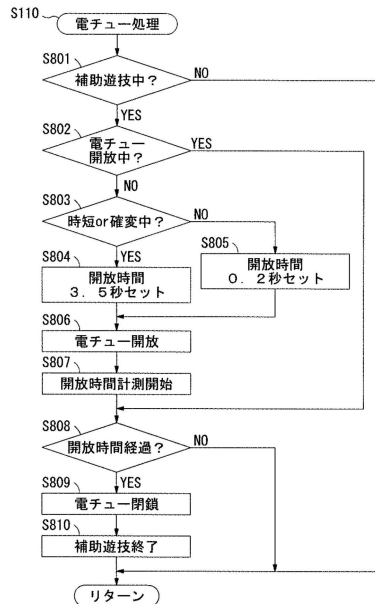 S110
電チュー処理
S801
補助遊技中?
NO
YES
S802
電チュー
開放中?
YES
NO
S803
時短or確変中?
NO
YES
S804
開放時間
3.5秒セット
S805
開放時間
0.2秒セット
S806
電チュー開放
S807
開放時間計測開始
S808
開放時間経過?
NO
YES
S809
電チュー閉鎖
S810
補助遊技終了
リターン